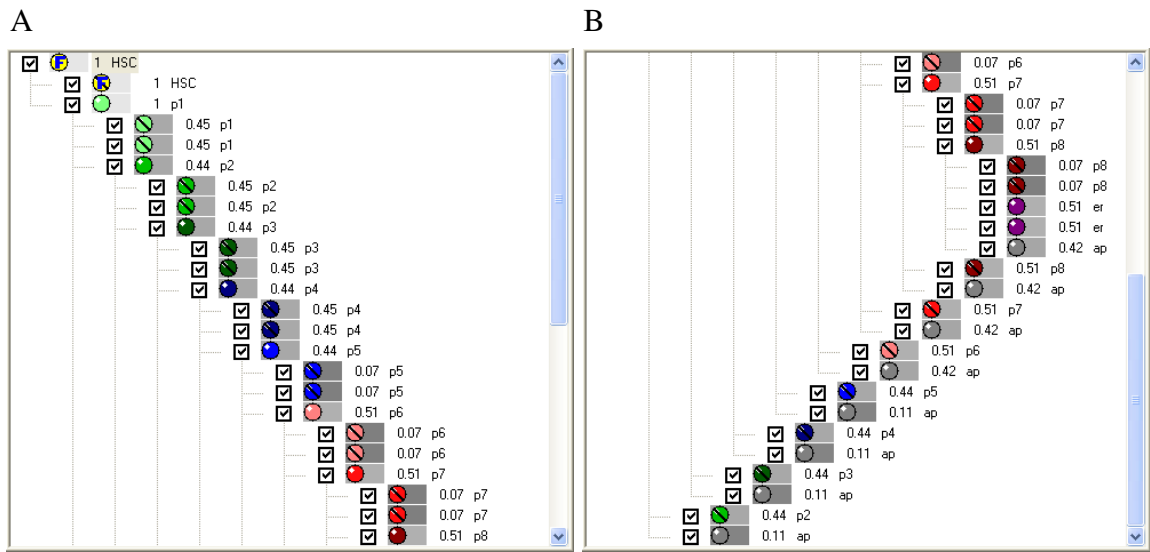 A
1 HSC
1 HSC
1 p1
0.45 p1
0.45 p1
0.44 p2
0.45 p2
0.45 p2
0.44 p3
0.45 p3
0.45 p3
0.44 p4
0.45 p4
0.45 p4
0.44 p5
0.07 p5
0.07 p5
0.51 p6
0.07 p6
0.07 p6
0.51 p7
0.07 p7
0.07 p7
0.51 p8
B
0.07 p6
0.51 p7
0.07 p7
0.07 p7
0.51 p8
0.07 p8
0.07 p8
0.51 er
0.51 er
0.42 ap
0.51 p8
0.42 ap
0.51 p7
0.42 ap
0.51 p6
0.42 ap
0.44 p5
0.11 ap
0.44 p4
0.11 ap
0.44 p3
0.11 ap
0.44 p2
0.11 ap